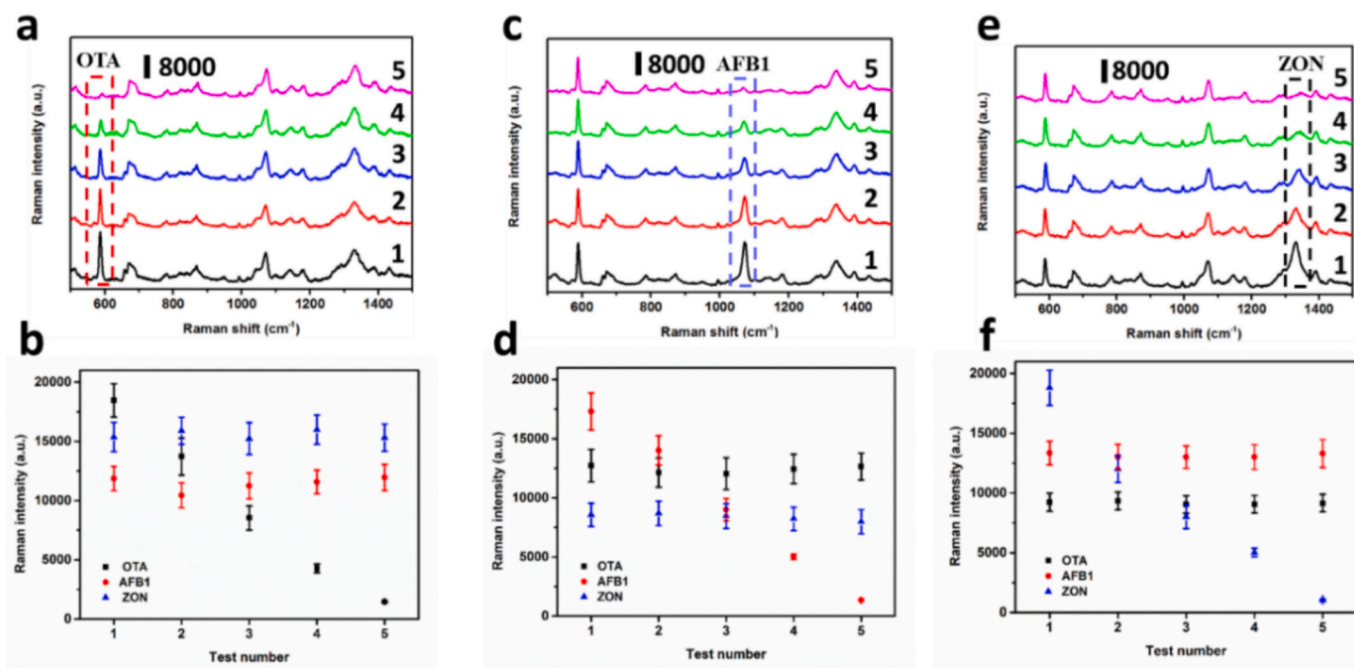 a
OTA
8000
5
4
3
2
1
Raman intensity (a.u.)
600 800 1000 1200 1400
Raman shift (cm⁻¹)
c
8000
AFB1
5
4
3
2
1
Raman intensity (a.u.)
600 800 1000 1200 1400
Raman shift (cm⁻¹)
e
8000
ZON
5
4
3
2
1
Raman intensity (a.u.)
600 800 1000 1200 1400
Raman shift (cm⁻¹)
b
20000
15000
10000
5000
0
Raman intensity (a.u.)
OTA
AFB1
ZON
1 2 3 4 5
Test number
d
20000
15000
10000
5000
0
Raman intensity (a.u.)
OTA
AFB1
ZON
1 2 3 4 5
Test number
f
20000
15000
10000
5000
0
Raman intensity (a.u.)
OTA
AFB1
ZON
1 2 3 4 5
Test number